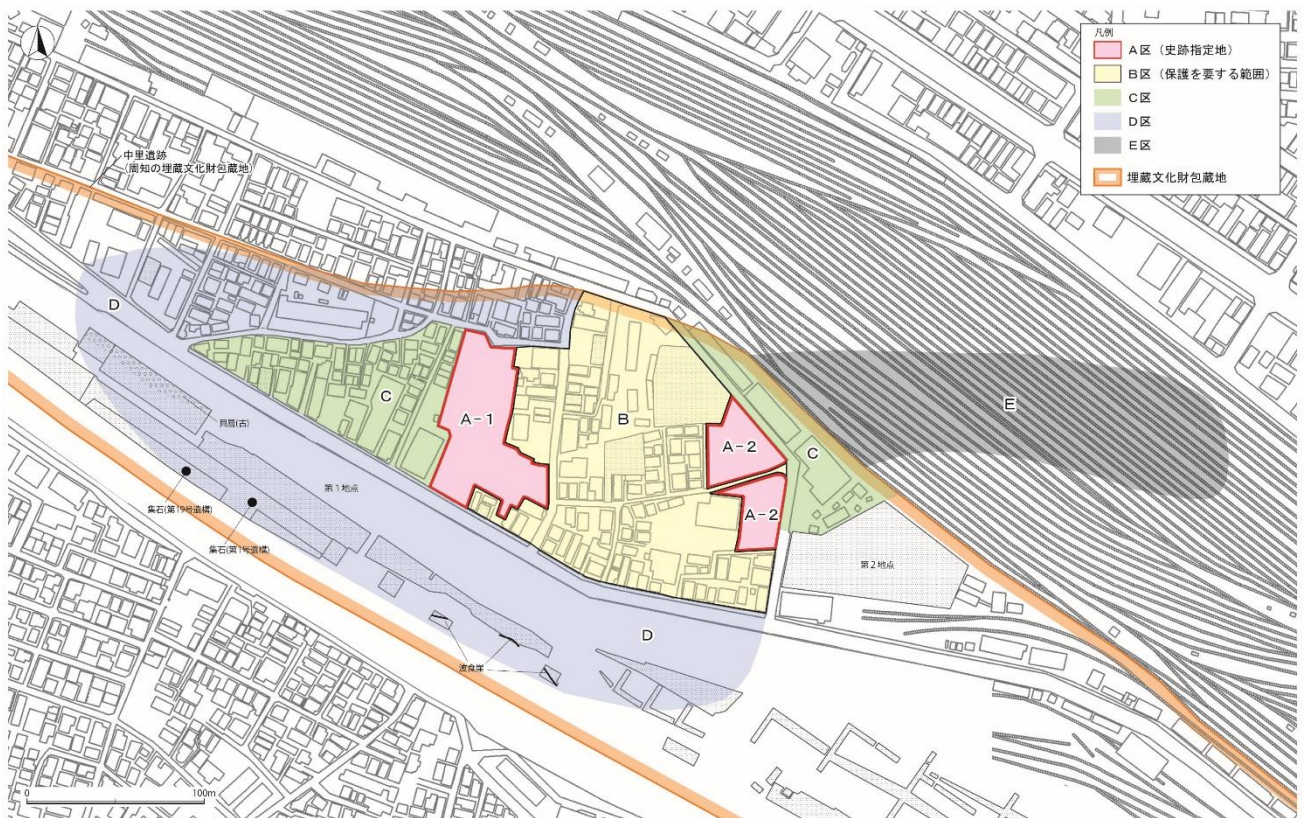 凡例
A区（史跡指定地）
B区（保護を要する範囲）
C区
D区
E区
埋蔵文化財包蔵地
中里遺跡
（周知の埋蔵文化財包蔵地）
D
C
A-1
B
A-2
C
E
A-2
貝層(古)
第1地点
集石(第19号遺構)
集石(第1号遺構)
第2地点
D
波食崖
0
100m